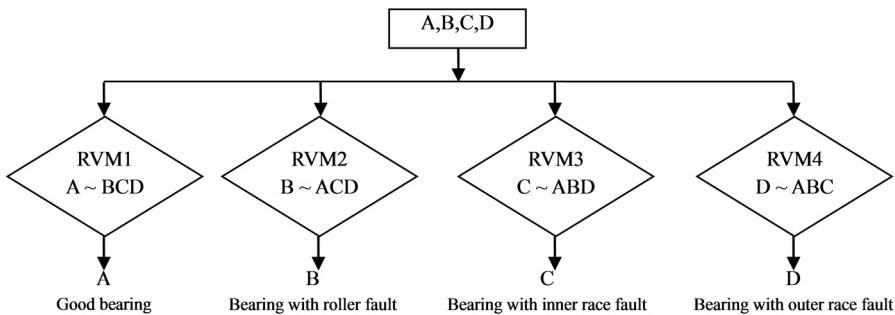 A,B,C,D
RVM1
A ~ BCD
RVM2
B ~ ACD
RVM3
C ~ ABD
RVM4
D ~ ABC
A
B
C
D
Good bearing
Bearing with roller fault
Bearing with inner race fault
Bearing with outer race fault